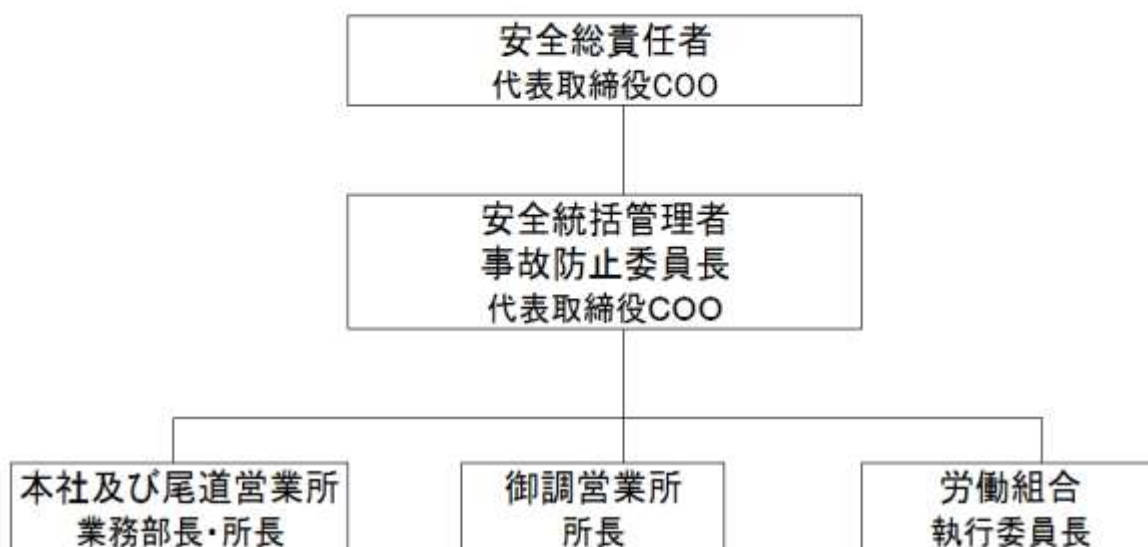 安全総責任者
代表取締役COO
安全統括管理者
事故防止委員長
代表取締役COO
本社及び尾道営業所
業務部長・所長
御調営業所
所長
労働組合
執行委員長